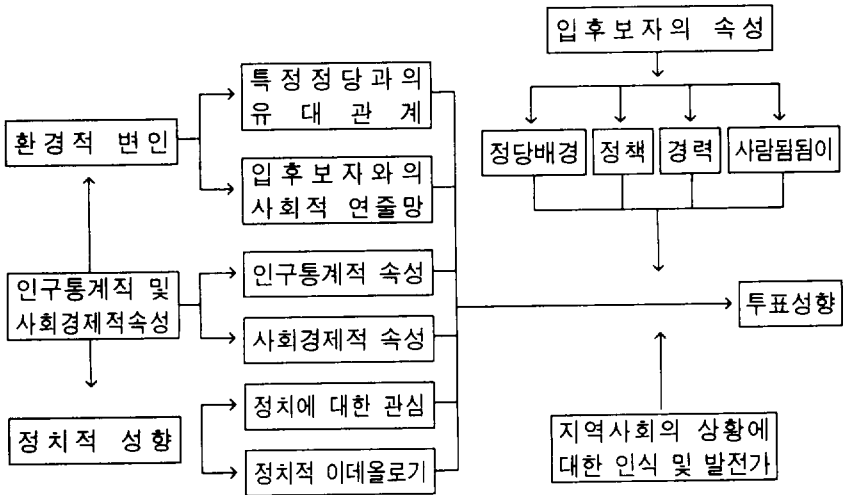 입후보자의 속성
특정정당과의
유대관계
환경적 변인
정당배경
정책
경력
사람됨됨이
입후보자와의
사회적 연줄망
인구통계직 및
사회경제적속성
인구통계적 속성
투표성향
사회경제적 속성
정치에 대한 관심
정치적 성향
지역사회의 상황에
대한 인식 및 발전가
정치적 이데올로기